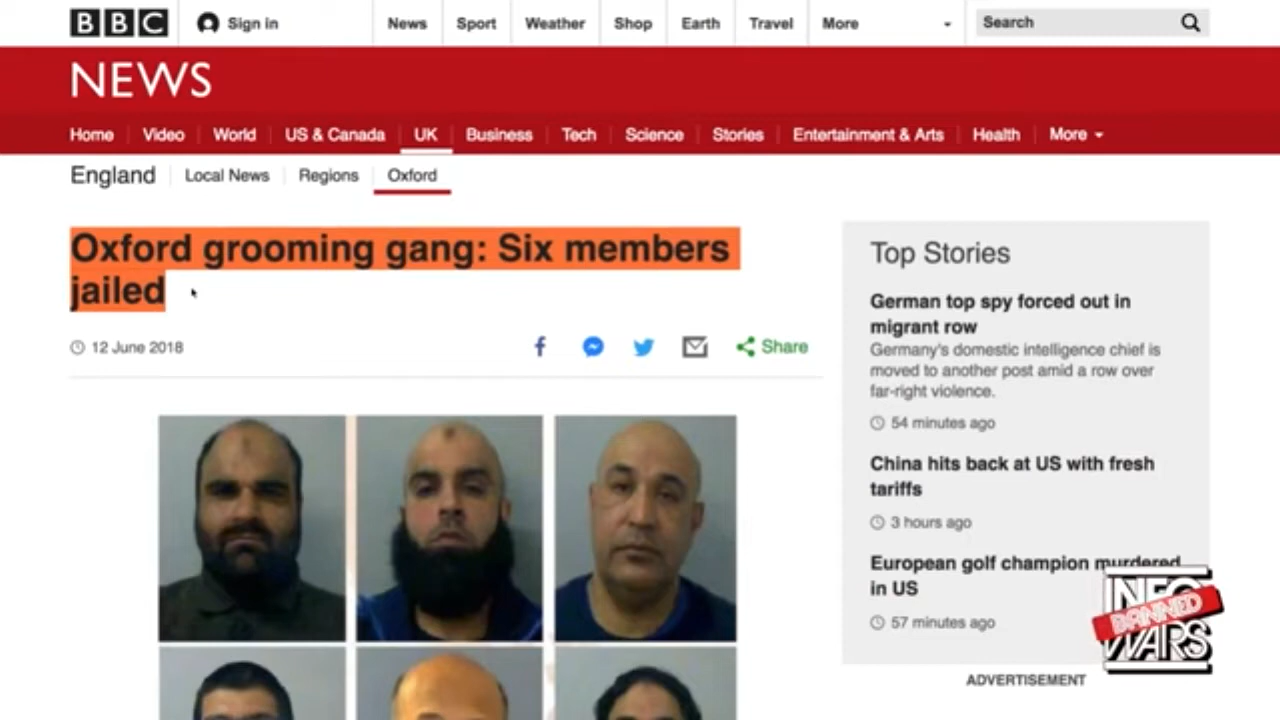 BBC
Sign in
News
Sport
Weather
Shop
Earth
Travel
More
Search
NEWS
Home
Video
World
US & Canada
UK
Business
Tech
Science
Stories
Entertainment & Arts
Health
More
England
Local News
Regions
Oxford
Oxford grooming gang: Six members
jailed
12 June 2018
Share
Top Stories
German top spy forced out in
migrant row
Germany's domestic intelligence chief is
moved to another post amid a row over
far-right violence.
54 minutes ago
China hits back at US with fresh
tariffs
3 hours ago
European golf champion murdered
in US
57 minutes ago
INFO
BANNED
WARS
ADVERTISEMENT